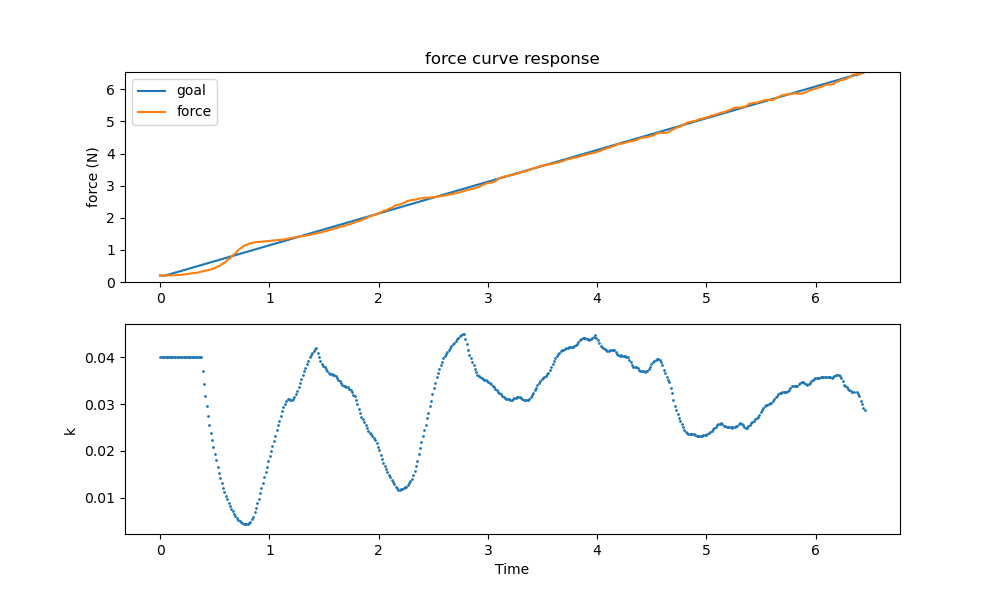 force curve response
goal
force
force (N)
6
5
4
3
2
1
0
0 1 2 3 4 5 6
k
0.04
0.03
0.02
0.01
0 1 2 3 4 5 6
Time